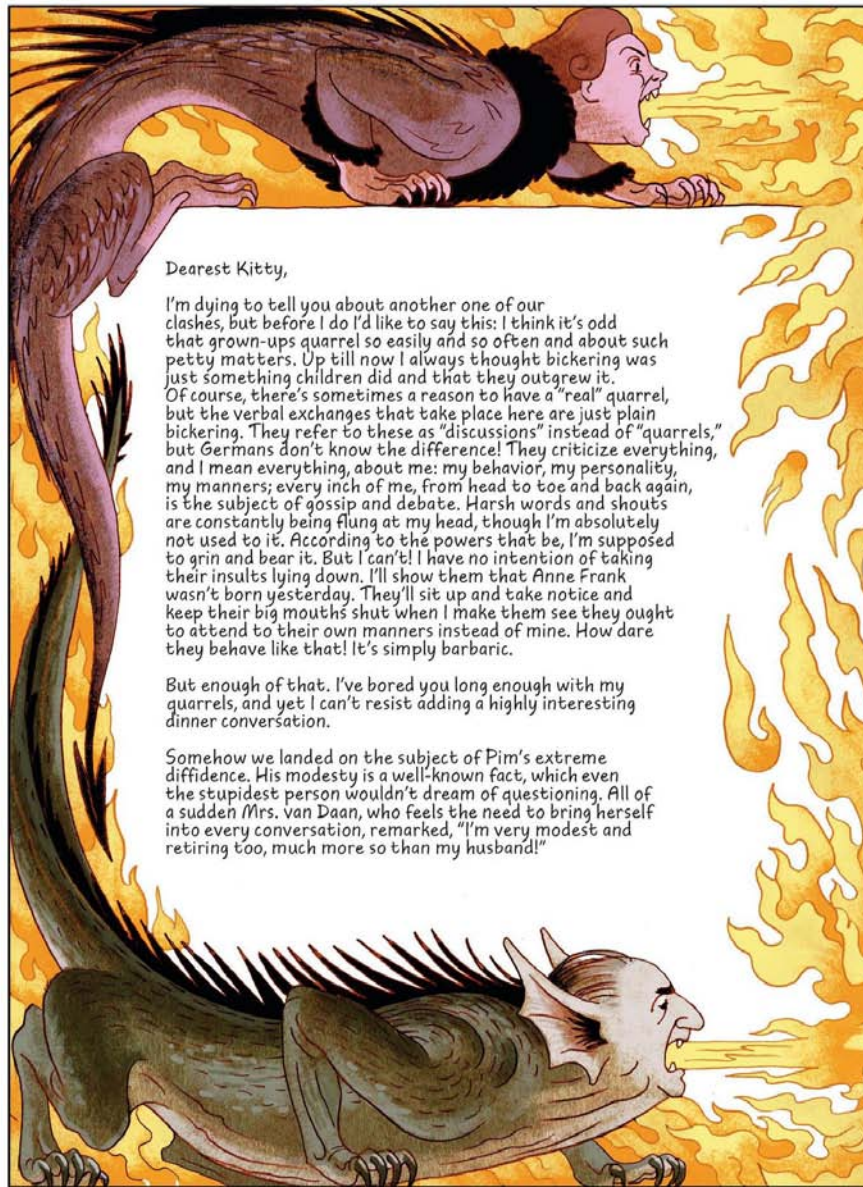 Dearest Kitty,
I'm dying to tell you about another one of our
clashes, but before I do I'd like to say this: I think it's odd
that grown-ups quarrel so easily and so often and about such
petty matters. Up till now I always thought bickering was
just something children did and that they outgrew it.
Of course, there's sometimes a reason to have a "real" quarrel,
but the verbal exchanges that take place here are just plain
bickering. They refer to these as "discussions" instead of "quarrels,"
but Germans don't know the difference! They criticize everything,
and I mean everything, about me: my behavior, my personality,
my manners; every inch of me, from head to toe and back again,
is the subject of gossip and debate. Harsh words and shouts
are constantly being flung at my head, though I'm absolutely
not used to it. According to the powers that be, I'm supposed
to grin and bear it. But I can't! I have no intention of taking
their insults lying down. I'll show them that Anne Frank
wasn't born yesterday. They'll sit up and take notice and
keep their big mouths shut when I make them see they ought
to attend to their own manners instead of mine. How dare
they behave like that! It's simply barbaric.
But enough of that. I've bored you long enough with my
quarrels, and yet I can't resist adding a highly interesting
dinner conversation.
Somehow we landed on the subject of Pim's extreme
diffidence. His modesty is a well-known fact, which even
the stupidest person wouldn't dream of questioning. All of
a sudden Mrs. van Daan, who feels the need to bring herself
into every conversation, remarked, "I'm very modest and
retiring too, much more so than my husband!"